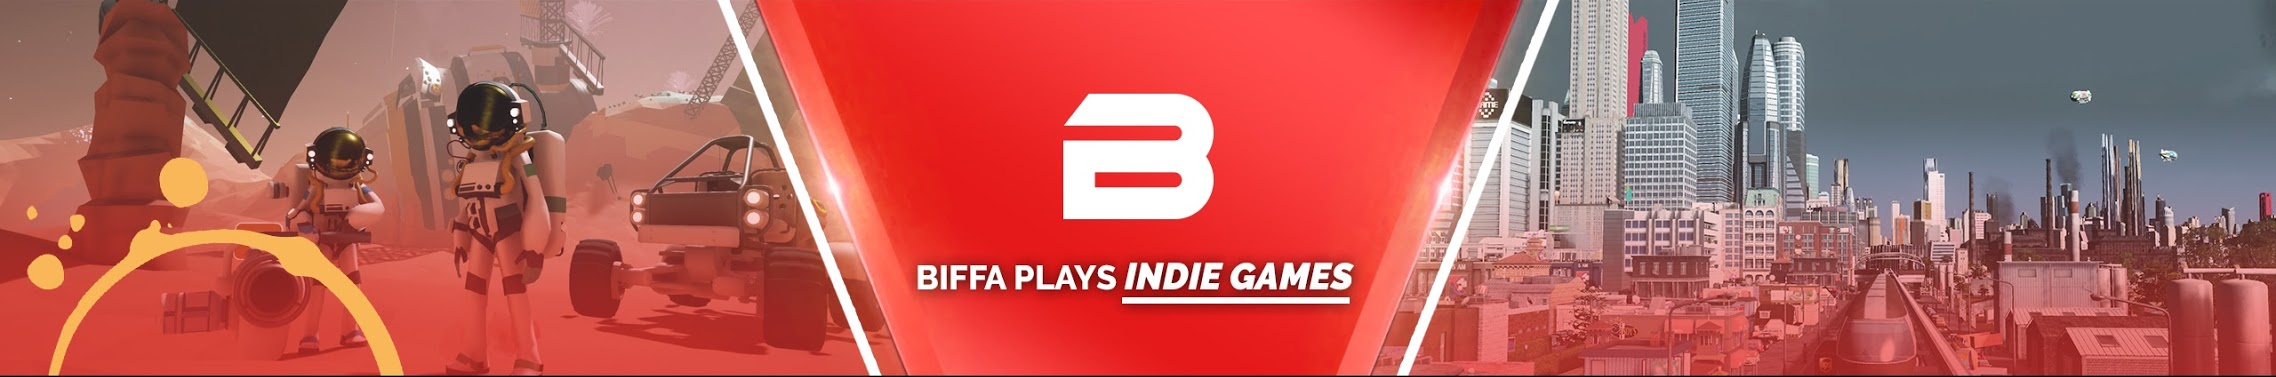 B
BIFFA PLAYS INDIE GAMES